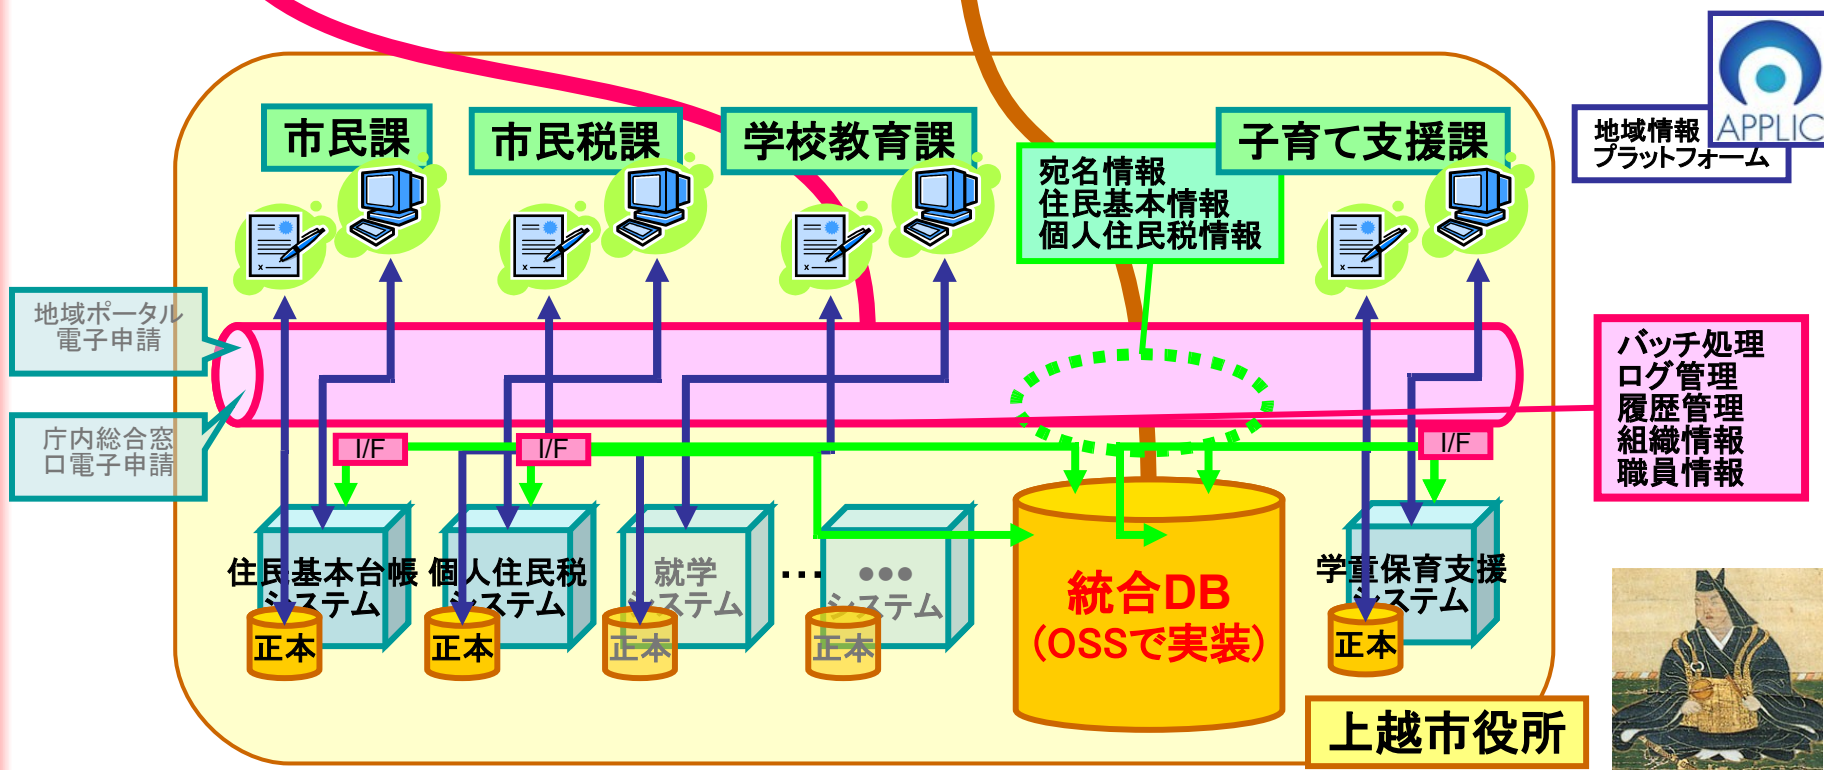 市民課
市民税課
学校教育課
子育て支援課
宛名情報
住民基本情報
個人住民税情報
地域情報
プラットフォーム
APPLIC
地域ポータル
電子申請
庁内総合窓
口電子申請
バッチ処理
ログ管理
履歴管理
組織情報
職員情報
I/F
I/F
I/F
住民基本台帳
システム
正本
個人住民税
システム
正本
就学
システム
正本
…
●●●
システム
正本
統合DB
(OSSで実装)
学童保育支援
システム
正本
上越市役所